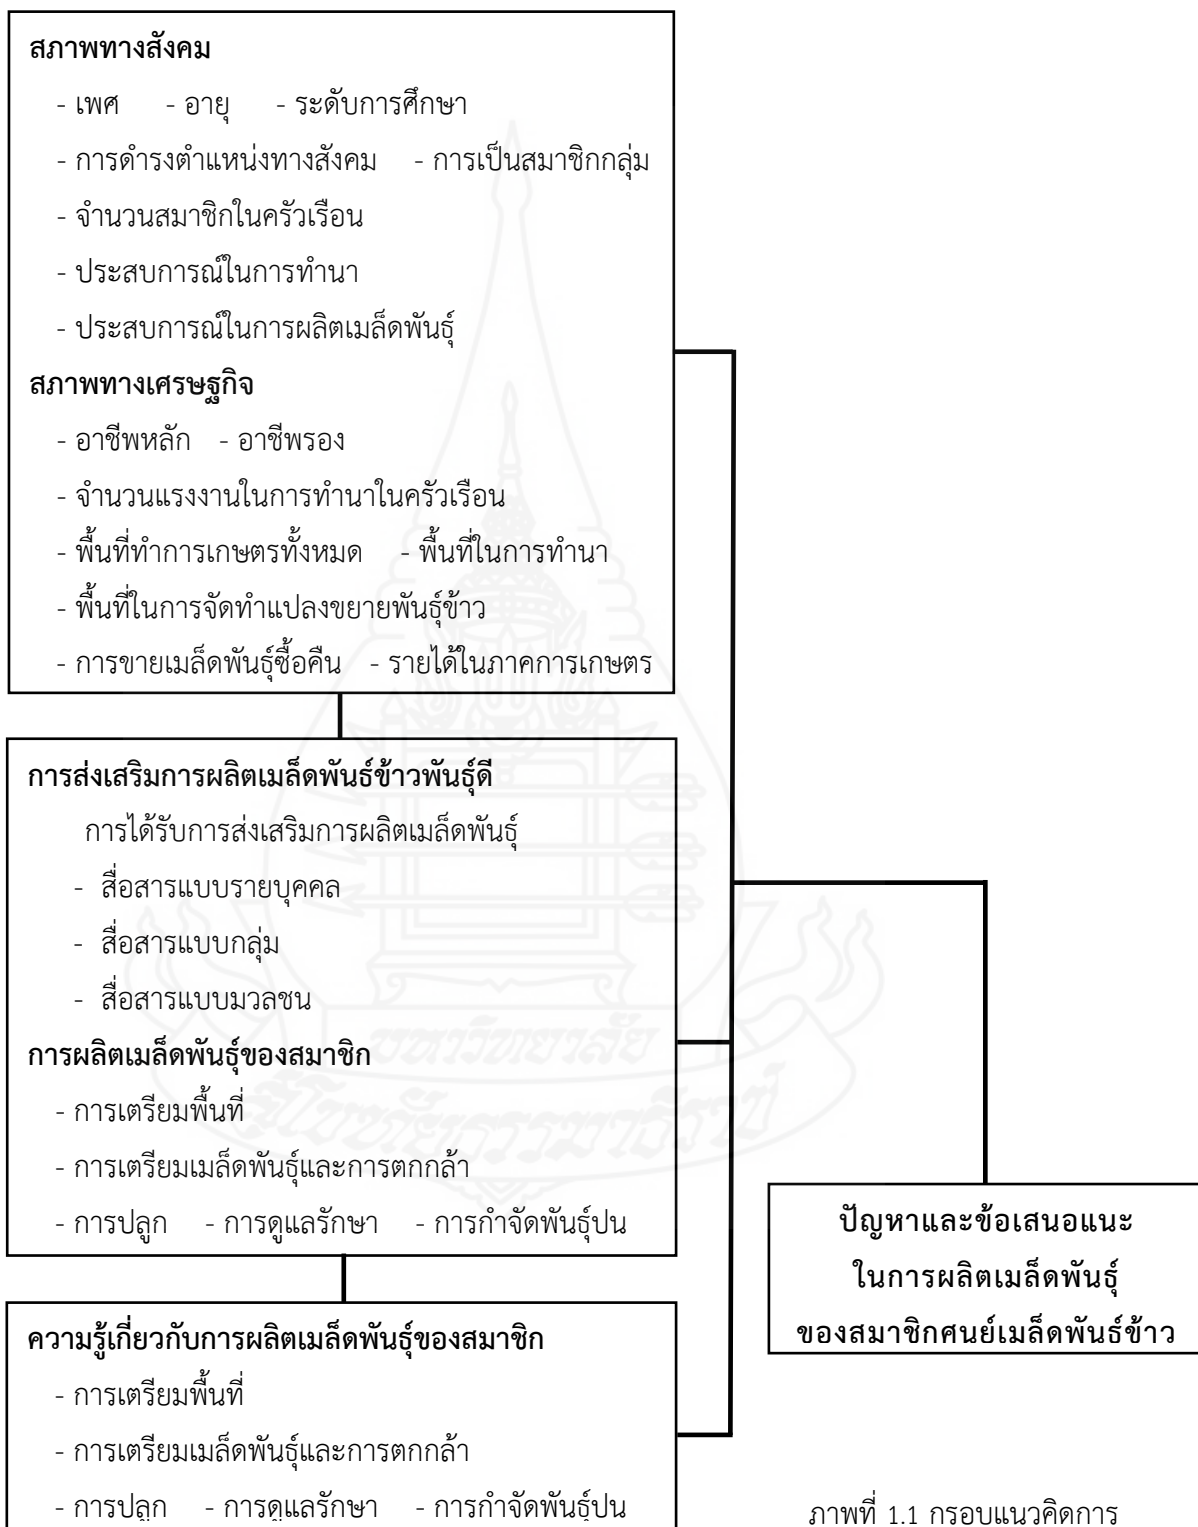 สภาพทางสังคม
- เพศ - อายุ - ระดับการศึกษา
- การดำรงตำแหน่งทางสังคม - การเป็นสมาชิกกลุ่ม
- จำนวนสมาชิกในครัวเรือน
- ประสบการณ์ในการทำนา
- ประสบการณ์ในการผลิตเมล็ดพันธุ์
สภาพทางเศรษฐกิจ
- อาชีพหลัก - อาชีพรอง
- จำนวนแรงงานในการทำนาในครัวเรือน
- พื้นที่ทำการเกษตรทั้งหมด - พื้นที่ในการทำนา
- พื้นที่ในการจัดทำแปลงขยายพันธุ์ข้าว
- การขายเมล็ดพันธุ์ซื้อคืน - รายได้ในภาคการเกษตร
การส่งเสริมการผลิตเมล็ดพันธ์ข้าวพันธุ์ดี
การได้รับการส่งเสริมการผลิตเมล็ดพันธุ์
- สื่อสารแบบรายบุคคล
- สื่อสารแบบกลุ่ม
- สื่อสารแบบมวลชน
การผลิตเมล็ดพันธุ์ของสมาชิก
- การเตรียมพื้นที่
- การเตรียมเมล็ดพันธุ์และการตกกล้า
- การปลูก - การดูแลรักษา - การกำจัดพันธุ์ปน
ความรู้เกี่ยวกับการผลิตเมล็ดพันธุ์ของสมาชิก
- การเตรียมพื้นที่
- การเตรียมเมล็ดพันธุ์และการตกกล้า
- การปลูก - การดูแลรักษา - การกำจัดพันธุ์ปน
ปัญหาและข้อเสนอแนะ
ในการผลิตเมล็ดพันธุ์
ของสมาชิกศนย์เมล็ดพันธ์ข้าว
ภาพที่ 1.1 กรอบแนวคิดการ
มหาวิทยาลัย
สุโขทัยธรรมาธิราช